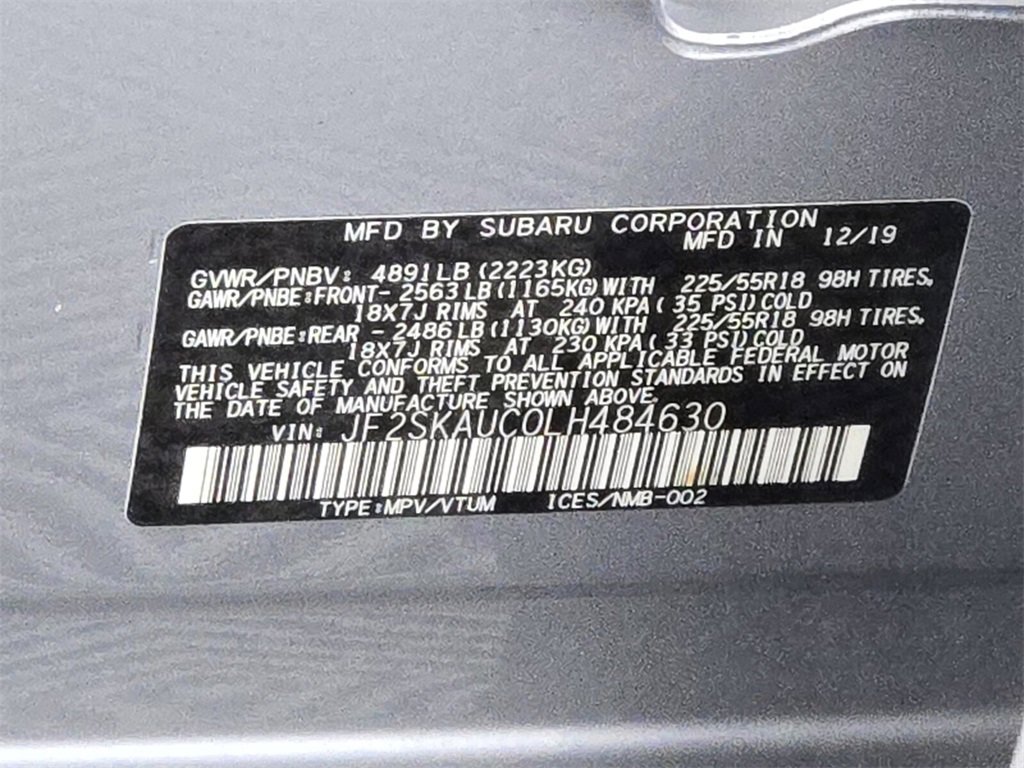 MFD BY SUBARU CORPORATION
MFD IN 12/19
GVWR/PNBV: 4891LB (2223KG)
GAWR/PNBE:FRONT- 2563LB (1165KG) WITH 225/55R18 98H TIRES,
18X7J RIMS AT 240 KPA ( 35 PSI) COLD
GAWR/PNBE:REAR - 2486LB (1130KG) WITH 225/55R18 98H TIRES,
18X7J RIMS AT 230 KPA ( 33 PSI) COLD
THIS VEHICLE CONFORMS TO ALL APPLICABLE FEDERAL MOTOR
VEHICLE SAFETY AND THEFT PREVENTION STANDARDS IN EFFECT ON
THE DATE OF MANUFACTURE SHOWN ABOVE.
VIN: JF2SKAUC0LH484630
TYPE:MPV/VTUM ICES/NMB-002